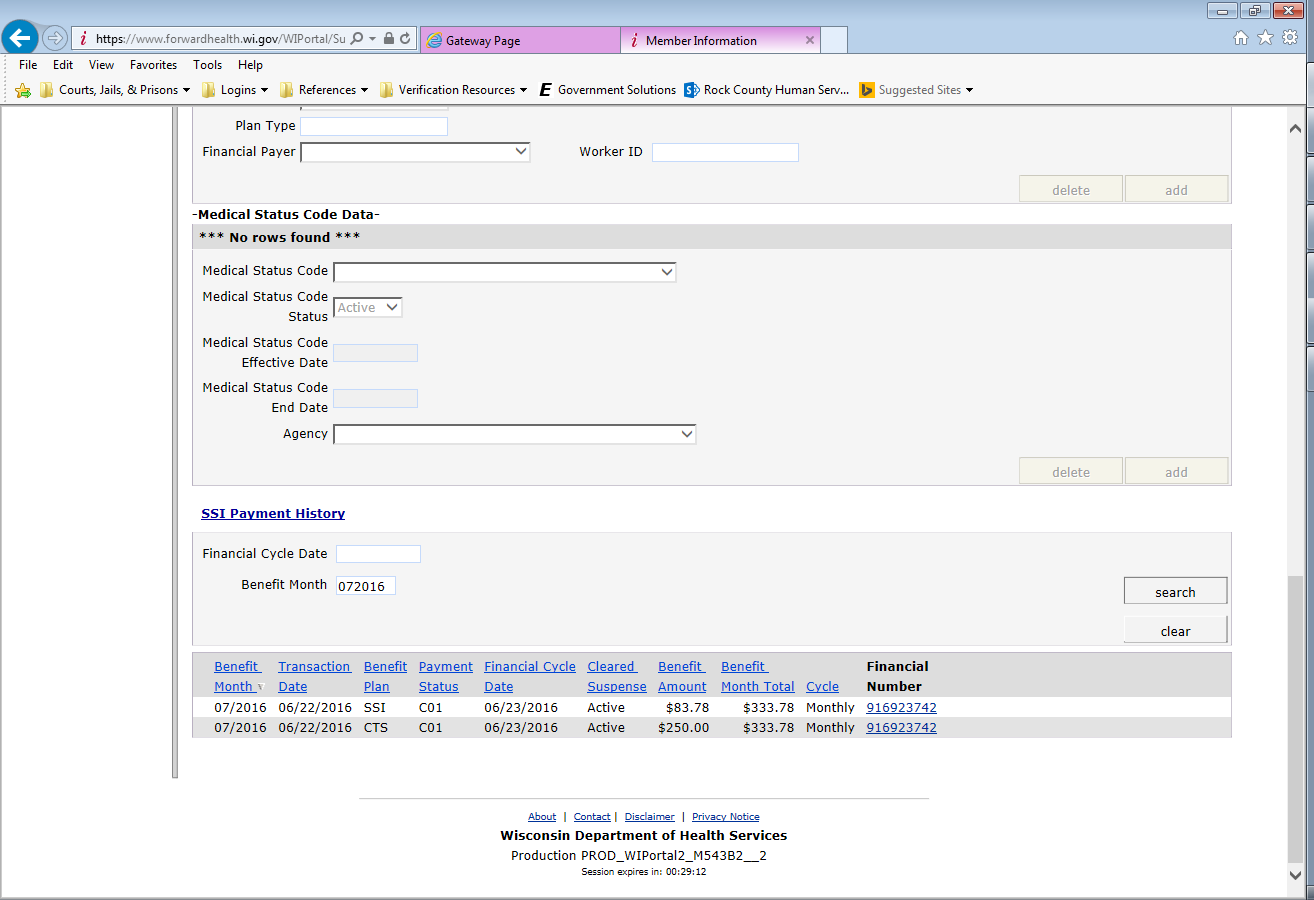 https://www.forwardhealth.wi.gov/WIPortal/Su
Gateway Page
Member Information
File Edit View Favorites Tools Help
Courts, Jails, & Prisons Logins References Verification Resources Government Solutions Rock County Human Serv... Suggested Sites
Plan Type
Financial Payer Worker ID
delete add
-Medical Status Code Data-
*** No rows found ***
Medical Status Code
Medical Status Code
Status Active
Medical Status Code
Effective Date
Medical Status Code
End Date
Agency
delete add
SSI Payment History
Financial Cycle Date
Benefit Month 072016
search
clear
Benefit Transaction Benefit Payment Financial Cycle Cleared Benefit Benefit Financial
Month Date Plan Status Date Suspense Amount Month Total Cycle Number
07/2016 06/22/2016 SSI C01 06/23/2016 Active $83.78 $333.78 Monthly 916923742
07/2016 06/22/2016 CTS C01 06/23/2016 Active $250.00 $333.78 Monthly 916923742
About | Contact | Disclaimer | Privacy Notice
Wisconsin Department of Health Services
Production PROD_WIPortal2_M543B2__2
Session expires in: 00:29:12